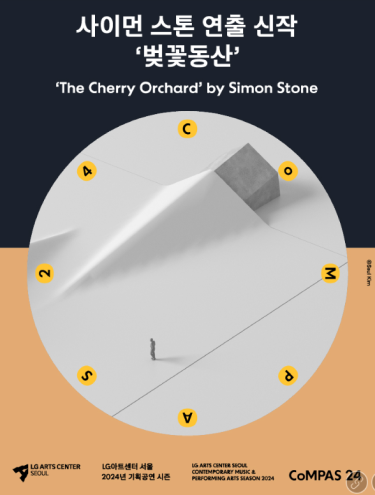 사이먼 스톤 연출 신작
‘벚꽃동산’
‘The Cherry Orchard’ by Simon Stone
C
o
M
P
A
S
2
4
©Saul Kim
LG ARTS CENTER
SEOUL
LG아트센터 서울
2024년 기획공연 시즌
LG ARTS CENTER SEOUL
CONTEMPORARY MUSIC &
PERFORMING ARTS SEASON 2024
CoMPAS 24